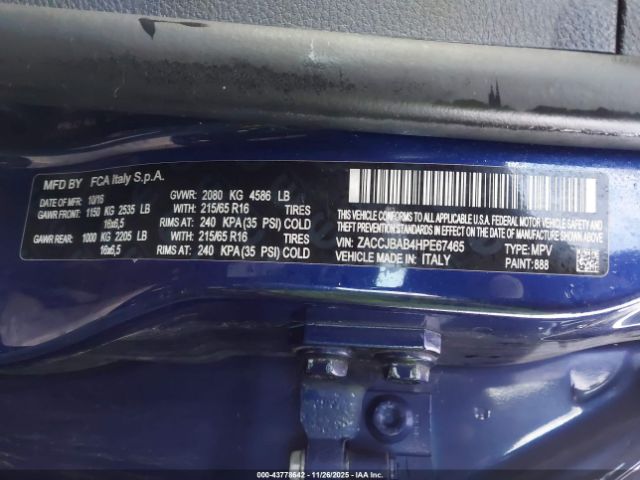 MFD BY FCA Italy S.p.A.
DATE OF MFR: 10/16 GVWR: 2080 KG 4586 LB
GAWR FRONT: 1150 KG 2535 LB WITH: 215/65 R16 TIRES
16x6,5 RIMS AT: 240 KPA(35 PSI) COLD
GAWR REAR: 1000 KG 2205 LB WITH: 215/65 R16 TIRES
16x6,5 RIMS AT: 240 KPA(35 PSI) COLD
THIS VEHICLE CONFORMS TO ALL APPLICABLE U.S.A. FEDERAL MOTOR
VEHICLE SAFETY, BUMPER AND THEFT PREVENTION STANDARDS
IN EFFECT ON THE DATE OF MANUFACTURE SHOWN ABOVE
VIN: ZACCJBAB4HPE67465 TYPE: MPV
VEHICLE MADE IN: ITALY PAINT: 888
000-43778642 | 11/26/2025 | IAAI.COM